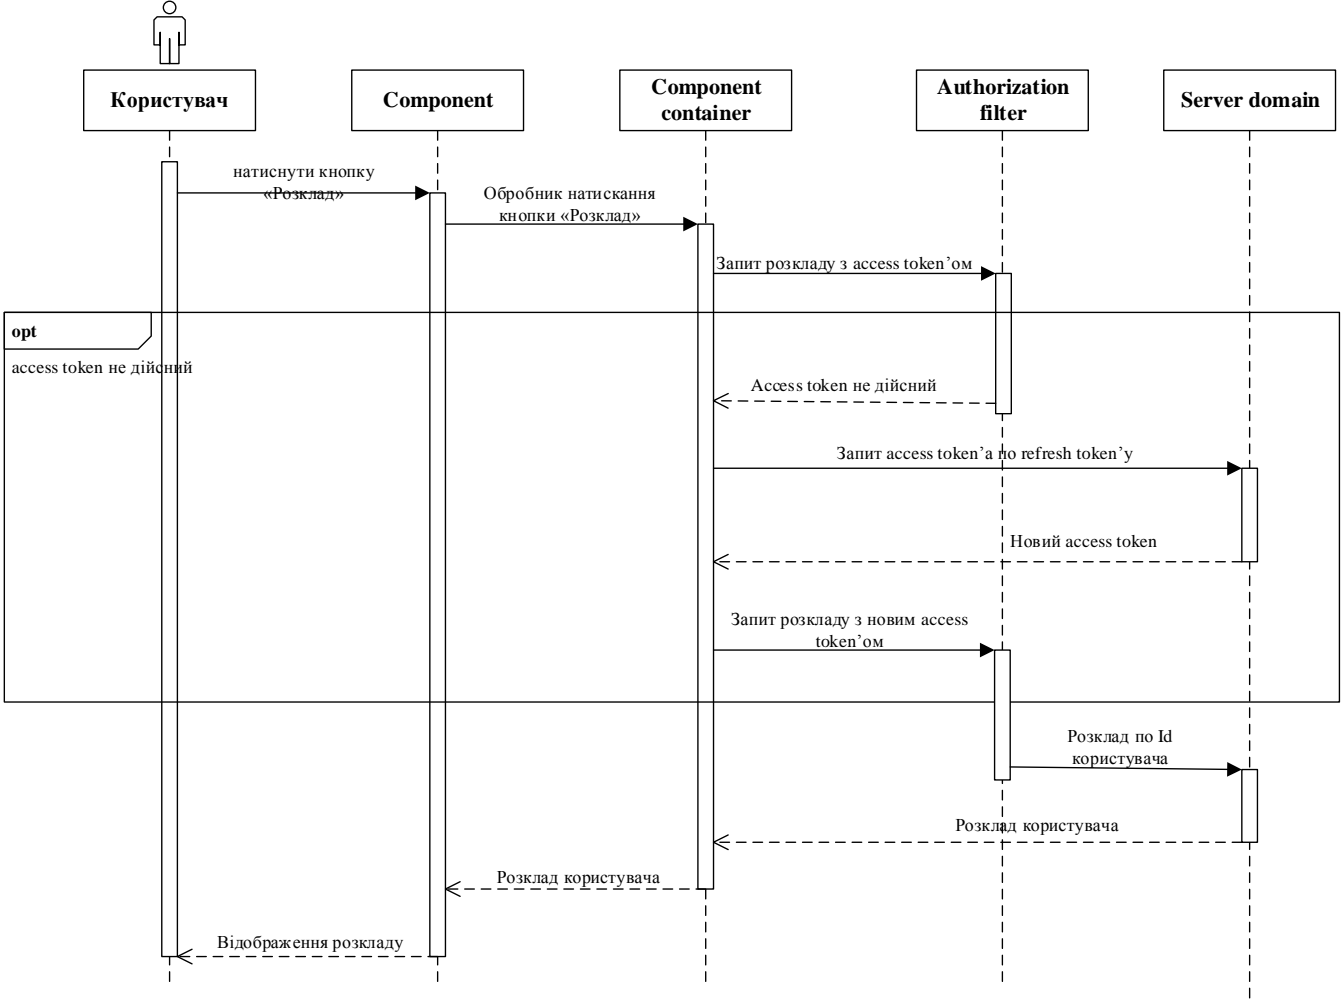 Користувач
Component
Component
container
Authorization
filter
Server domain
натиснути кнопку
«Розклад»
Обробник натискання
кнопки «Розклад»
Запит розкладу з access token’ом
opt
access token не дійсний
Access token не дійсний
Запит access token’а по refresh token’у
Новий access token
Запит розкладу з новим access
token’ом
Розклад по Id
користувача
Розклад користувача
Розклад користувача
Відображення розкладу